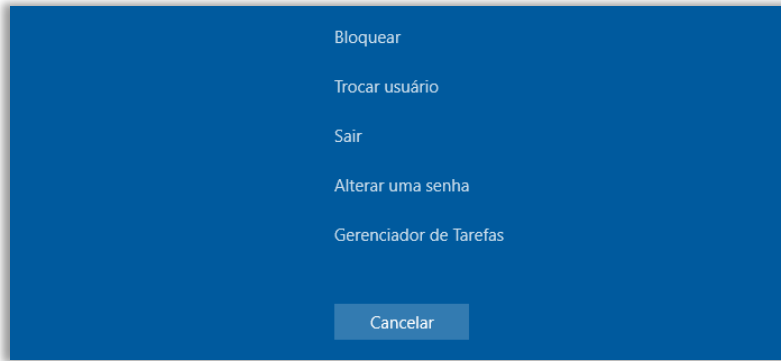 Bloquear
Trocar usuário
Sair
Alterar uma senha
Gerenciador de Tarefas
Cancelar